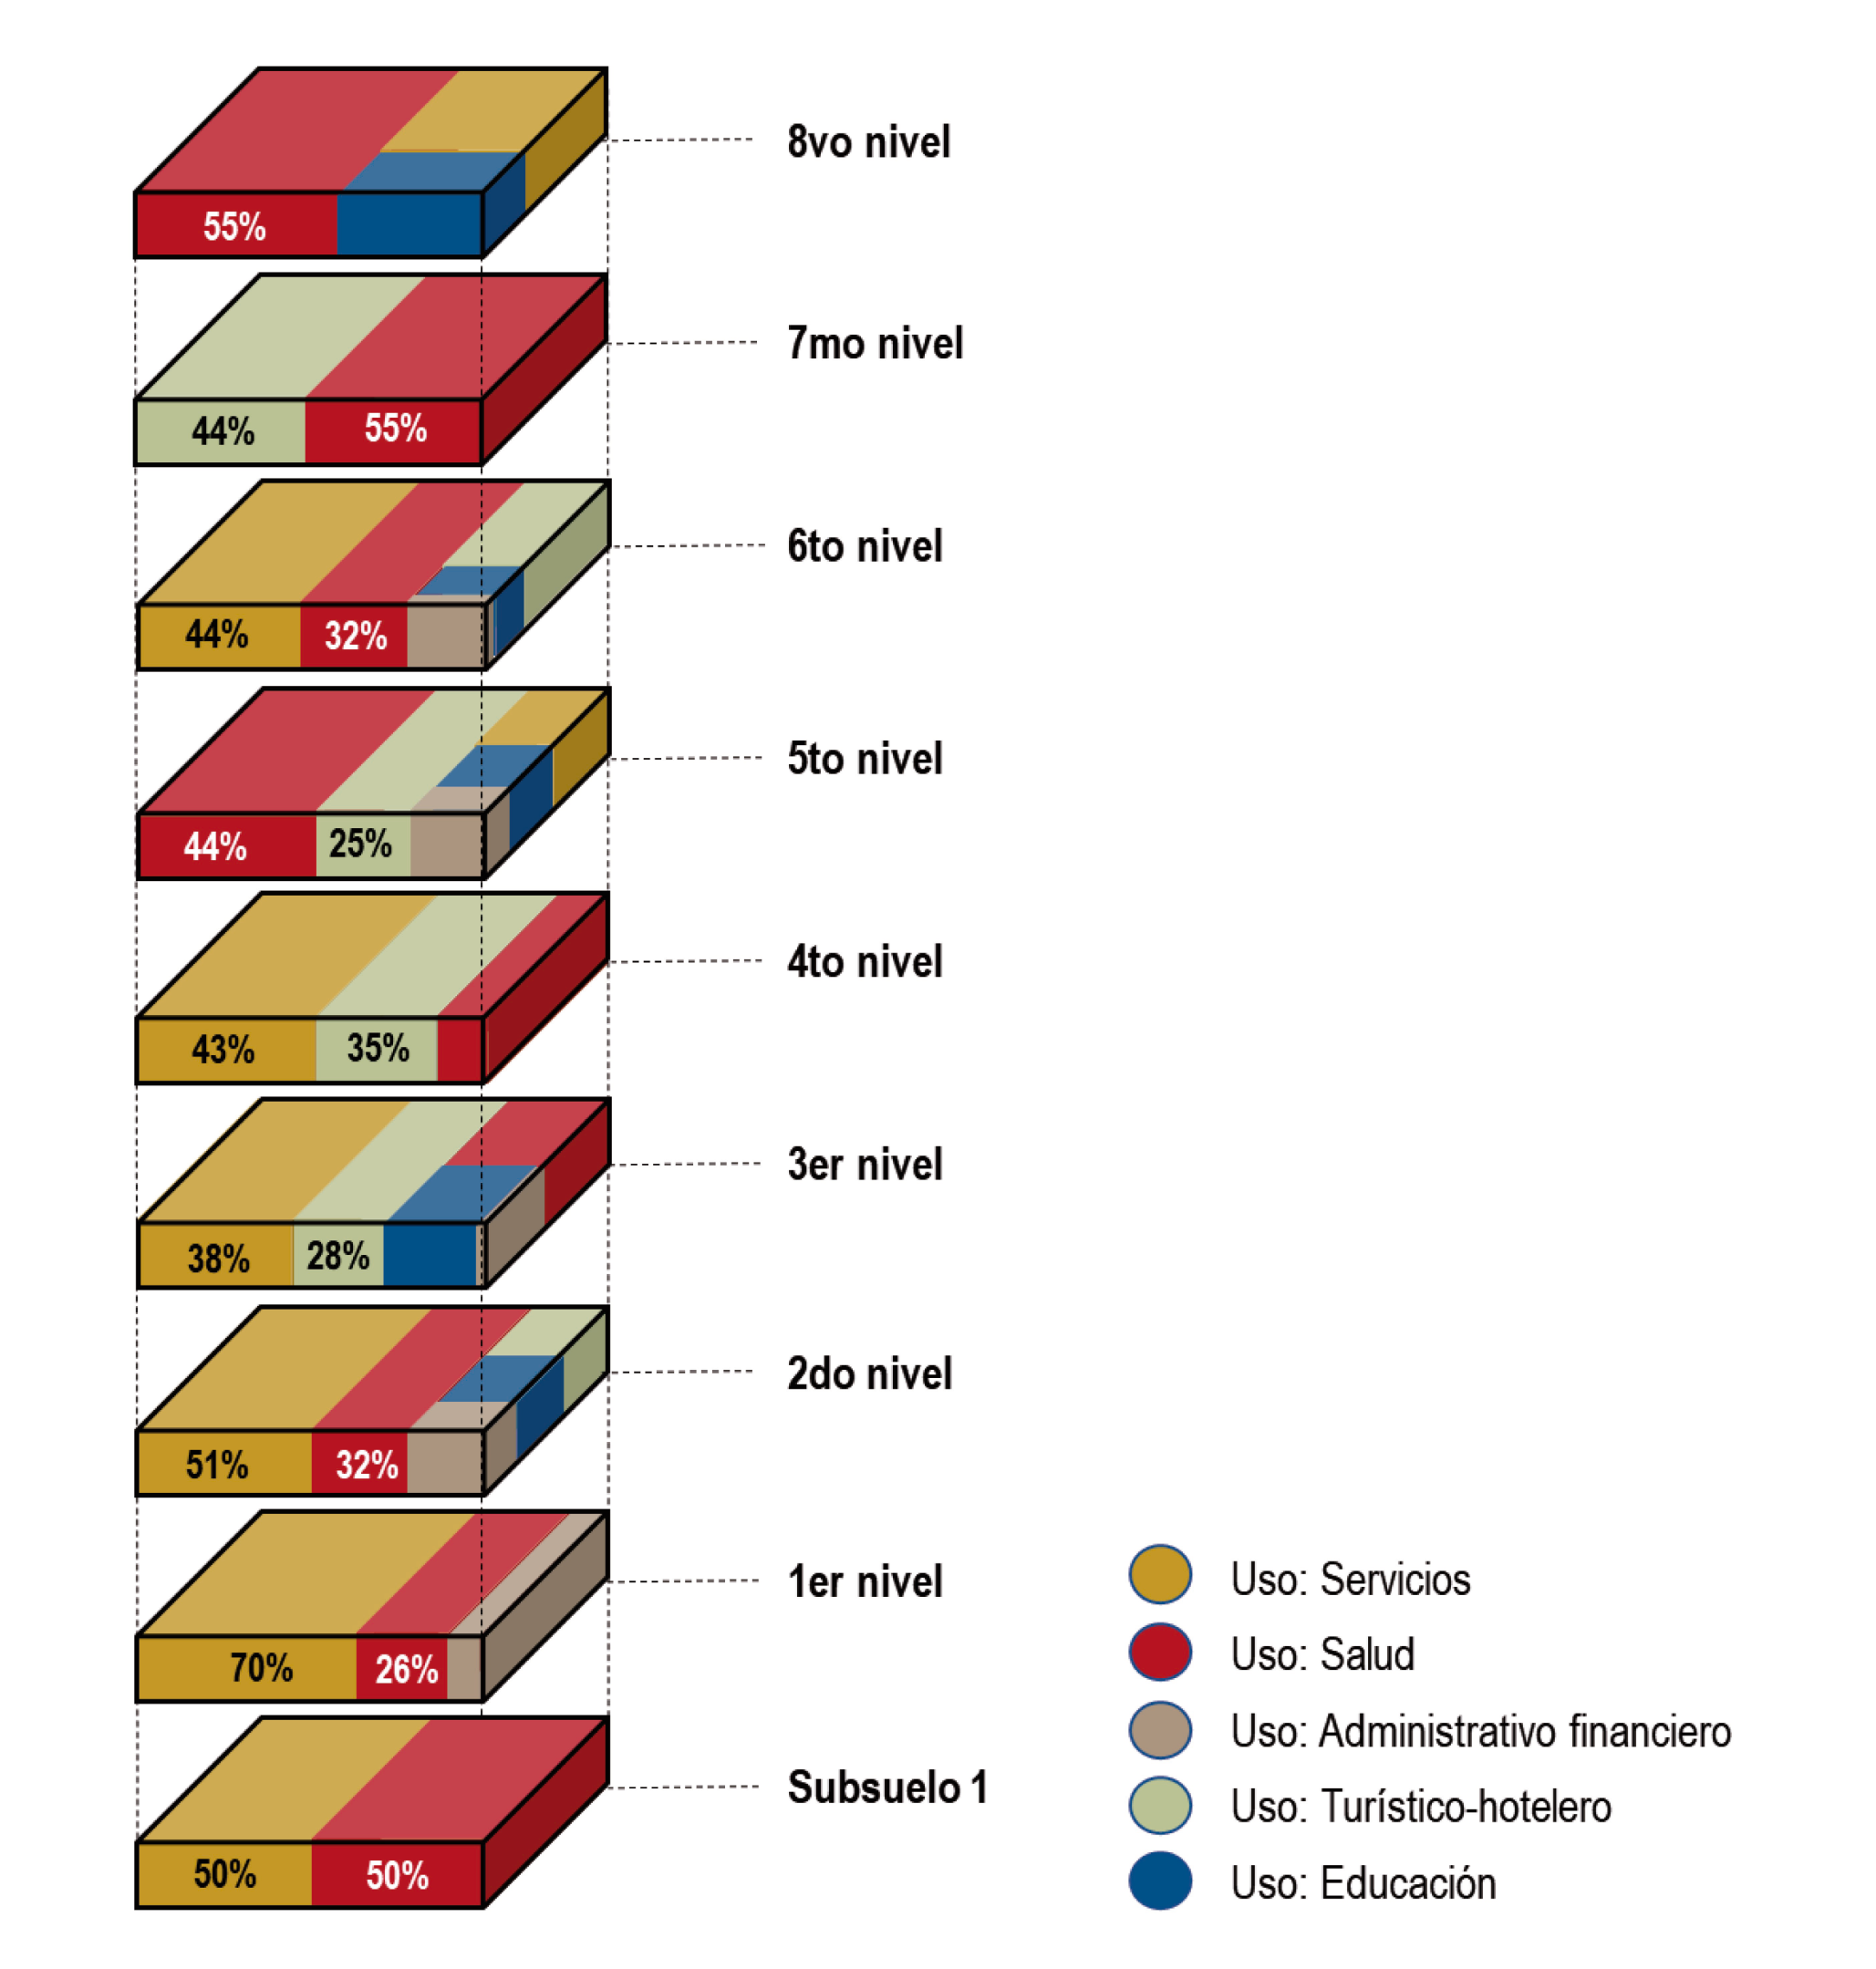 8vo nivel
55%
7mo nivel
44% 55%
6to nivel
44% 32%
5to nivel
44% 25%
4to nivel
43% 35%
3er nivel
38% 28%
2do nivel
51% 32%
1er nivel
70% 26%
Subsuelo 1
50% 50%
Uso: Servicios
Uso: Salud
Uso: Administrativo financiero
Uso: Turístico-hotelero
Uso: Educación